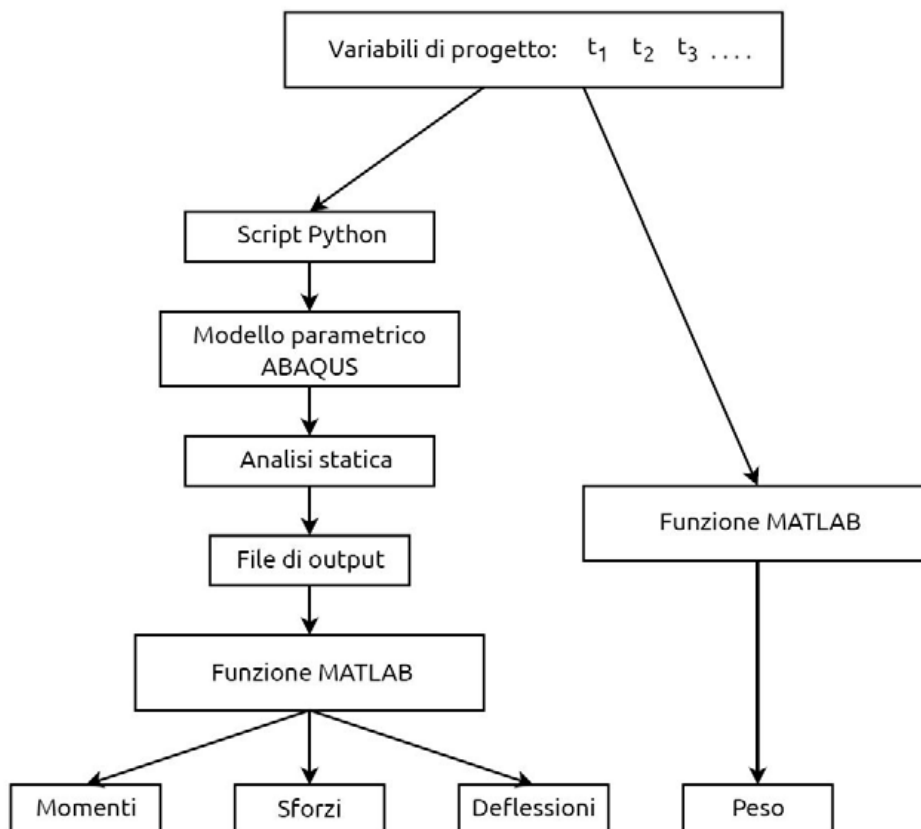 Variabili di progetto: t₁ t₂ t₃ ....
Script Python
Modello parametrico
ABAQUS
Analisi statica
File di output
Funzione MATLAB
Momenti
Sforzi
Deflessioni
Funzione MATLAB
Peso